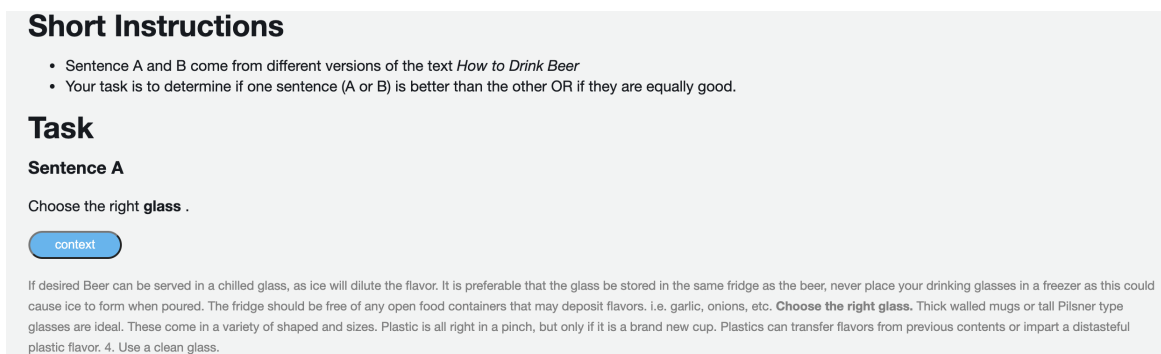 Short Instructions
• Sentence A and B come from different versions of the text How to Drink Beer
• Your task is to determine if one sentence (A or B) is better than the other OR if they are equally good.
Task
Sentence A
Choose the right glass .
context
If desired Beer can be served in a chilled glass, as ice will dilute the flavor. It is preferable that the glass be stored in the same fridge as the beer, never place your drinking glasses in a freezer as this could
cause ice to form when poured. The fridge should be free of any open food containers that may deposit flavors. i.e. garlic, onions, etc. Choose the right glass. Thick walled mugs or tall Pilsner type
glasses are ideal. These come in a variety of shaped and sizes. Plastic is all right in a pinch, but only if it is a brand new cup. Plastics can transfer flavors from previous contents or impart a distasteful
plastic flavor. 4. Use a clean glass.